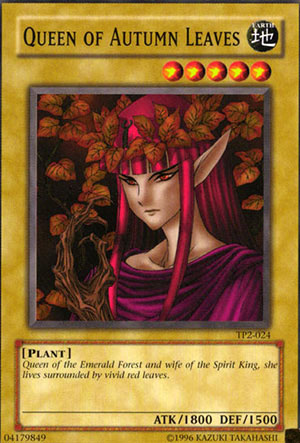 QUEEN OF AUTUMN LEAVES
EARTH
地
TP2-024
[PLANT]
Queen of the Emerald Forest and wife of the Spirit King, she
lives surrounded by vivid red leaves.
ATK/1800 DEF/1500
04179849
©1996 KAZUKI TAKAHASHI